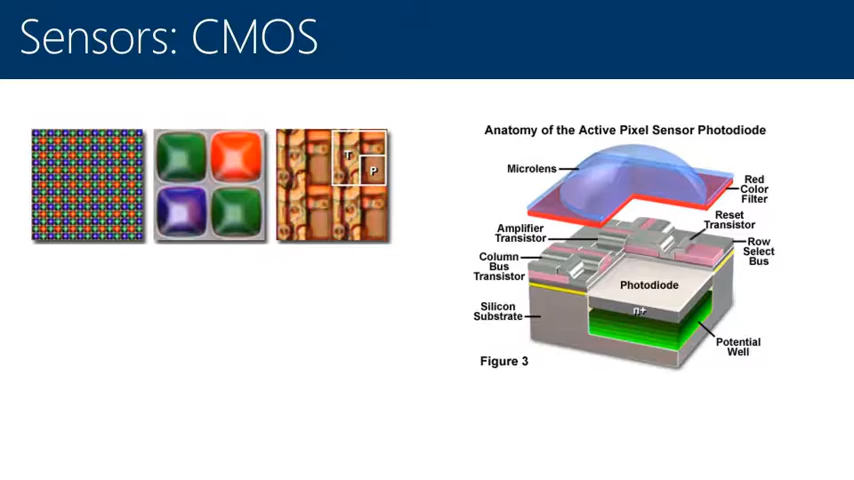 Sensors: CMOS
T
P
Anatomy of the Active Pixel Sensor Photodiode
Microlens
Red
Color
Filter
Amplifier
Transistor
Reset
Transistor
Column
Bus
Transistor
Row
Select
Bus
Photodiode
Silicon
Substrate
n+
Potential
Well
Figure 3